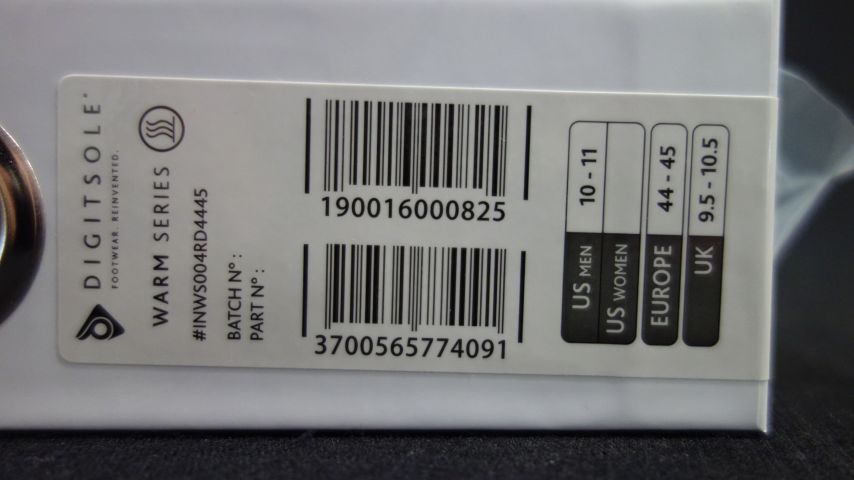 DIGITSOLE
FOOTWEAR. REINVENTED.
WARM SERIES
#INWS004RD4445
BATCH N° :
PART N° :
190016000825
3700565774091
US MEN 10 - 11
US WOMEN
EUROPE 44 - 45
UK 9.5 - 10.5